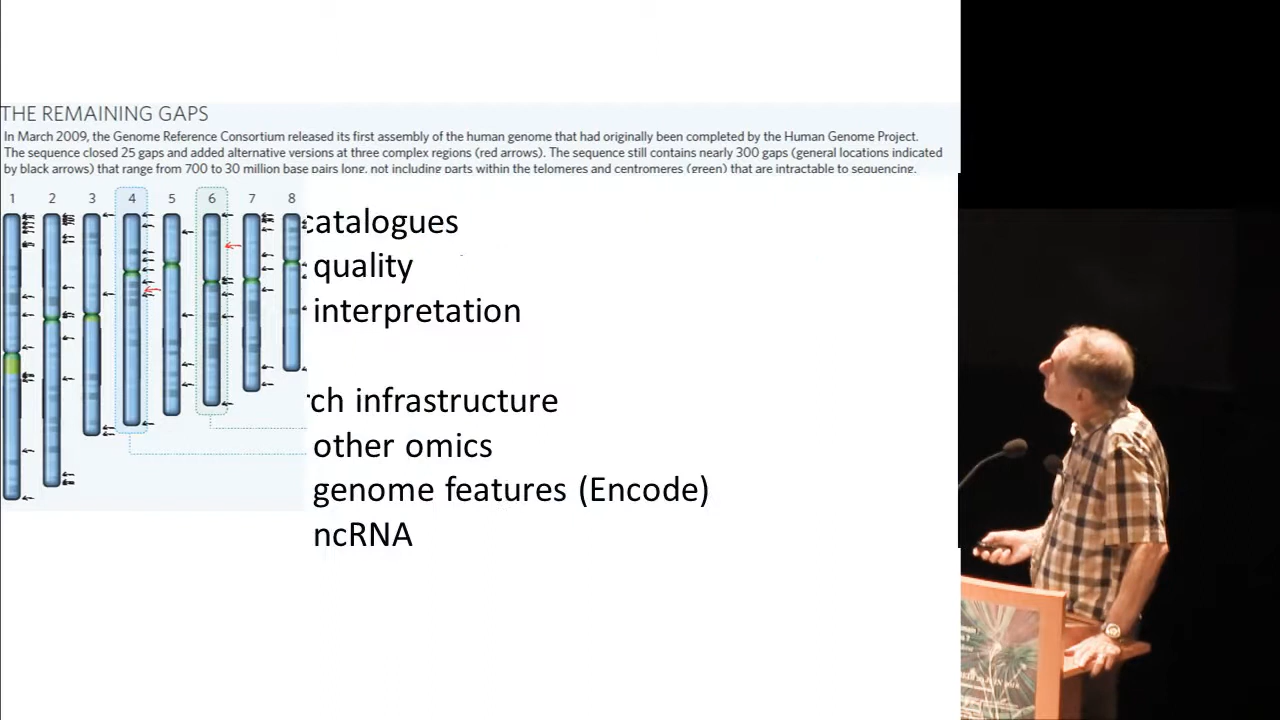 THE REMAINING GAPS
In March 2009, the Genome Reference Consortium released its first assembly of the human genome that had originally been completed by the Human Genome Project.
The sequence closed 25 gaps and added alternative versions at three complex regions (red arrows). The sequence still contains nearly 300 gaps (general locations indicated
by black arrows) that range from 700 to 30 million base pairs long, not including parts within the telomeres and centromeres (green) that are intractable to sequencing.
1 2 3 4 5 6 7 8
catalogues
quality
interpretation
rch infrastructure
other omics
genome features (Encode)
ncRNA